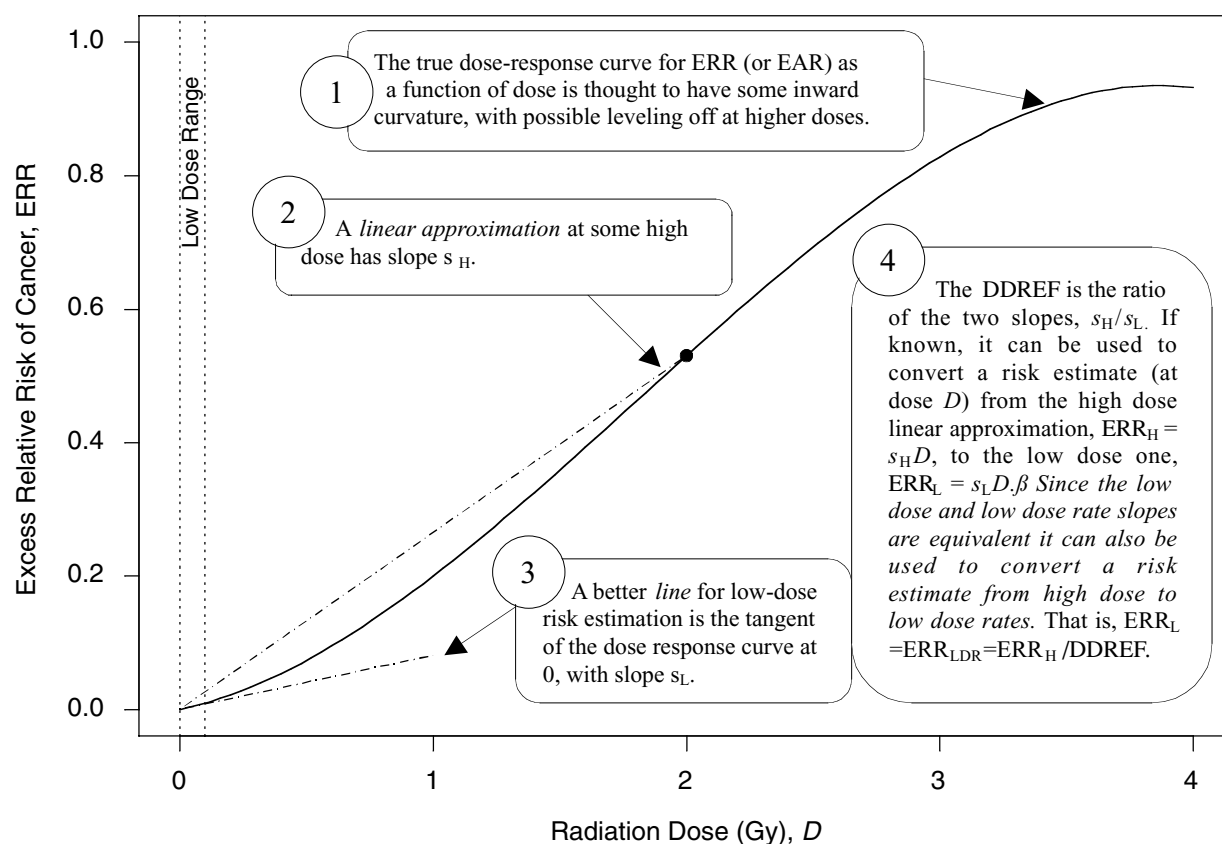 1.0
0.8
0.6
0.4
0.2
0.0
Excess Relative Risk of Cancer, ERR
Low Dose Range
1
The true dose-response curve for ERR (or EAR) as
a function of dose is thought to have some inward
curvature, with possible leveling off at higher doses.
2
A linear approximation at some high
dose has slope s H.
3
A better line for low-dose
risk estimation is the tangent
of the dose response curve at
0, with slope sL.
4
The DDREF is the ratio
of the two slopes, sH/sL. If
known, it can be used to
convert a risk estimate (at
dose D) from the high dose
linear approximation, ERRH =
sHD, to the low dose one,
ERRL = sLD.ß Since the low
dose and low dose rate slopes
are equivalent it can also be
used to convert a risk
estimate from high dose to
low dose rates. That is, ERRL
=ERRLDR=ERRH /DDREF.
0
1
2
3
4
Radiation Dose (Gy), D